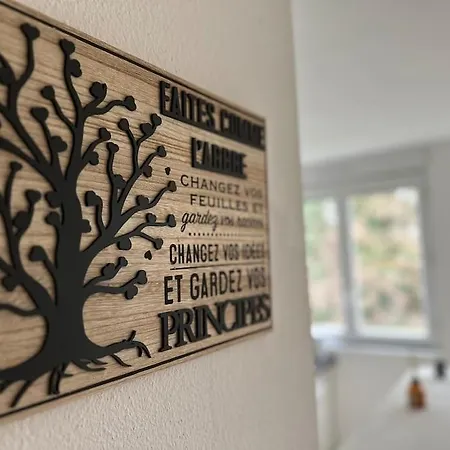 FAITES COMME
L'ARBRE
CHANGEZ VOS
FEUILLES ET
gardez vos racines
CHANGEZ VOS IDÉES
ET GARDEZ VOS
PRINCIPES